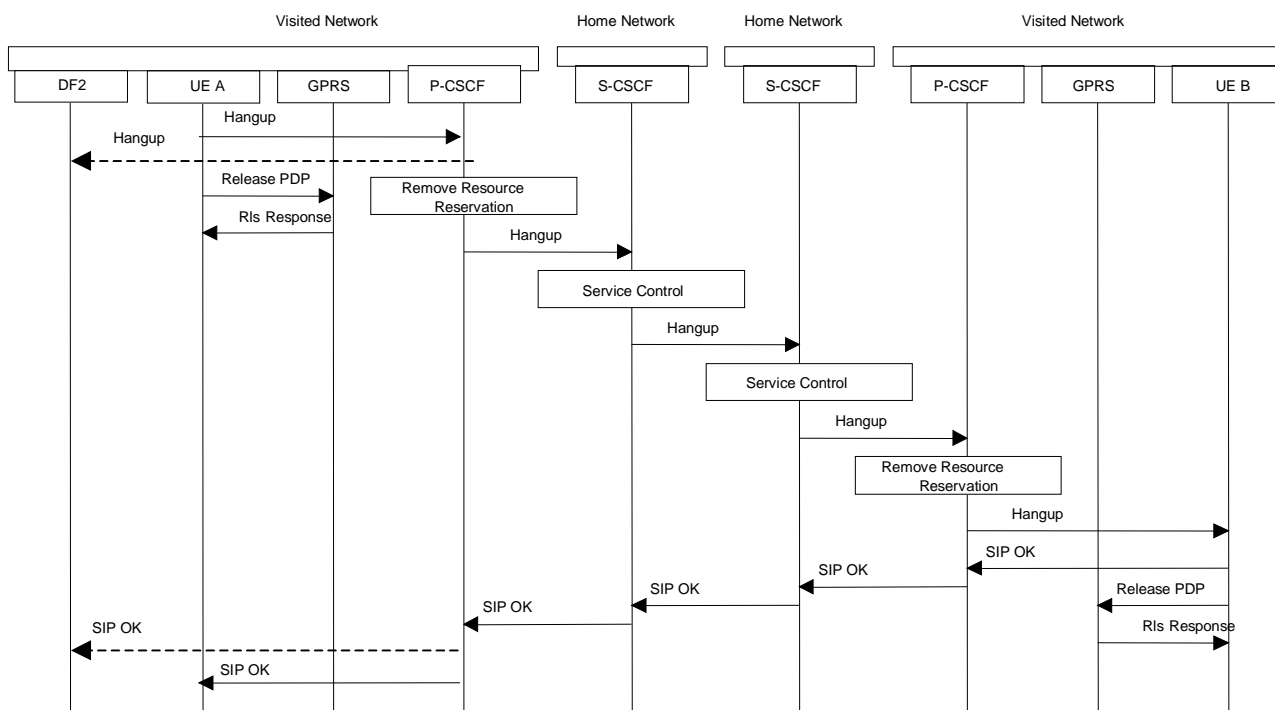 Visited Network
Home Network
Home Network
Visited Network
DF2
UE A
GPRS
P-CSCF
S-CSCF
S-CSCF
P-CSCF
GPRS
UE B
Hangup
Hangup
Release PDP
Remove Resource
Reservation
Rls Response
Hangup
Service Control
Hangup
Service Control
Hangup
Remove Resource
Reservation
Hangup
SIP OK
SIP OK
SIP OK
Release PDP
SIP OK
SIP OK
Rls Response
SIP OK